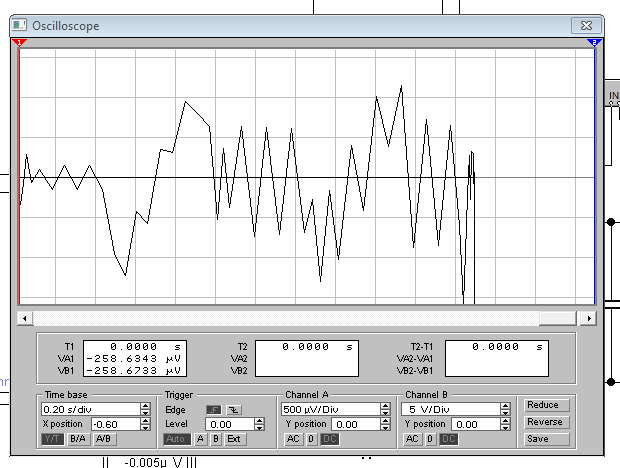 Oscilloscope
1
2
IN
T1 0.0000 s
VA1 -258.6343 µV
VB1 -258.6733 µV
T2 0.0000 s
VA2
VB2
T2-T1 0.0000 s
VA2-VA1
VB2-VB1
Time base
0.20 s/div
X position -0.60
Y/T B/A A/B
Trigger
Edge
Level 0.00
Auto A B Ext
Channel A
500 µV/Div
Y position 0.00
AC 0 DC
Channel B
5 V/Div
Y position 0.00
AC 0 DC
Reduce
Reverse
Save
-0.005µ V